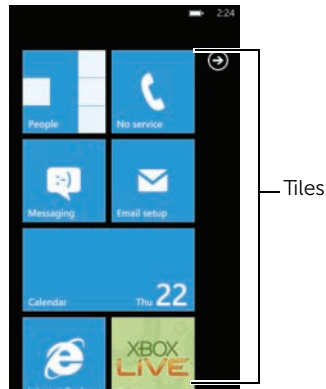 2:24
People
No service
Tiles
Messaging
Email setup
Calendar
Thu 22
XBOX
LIVE